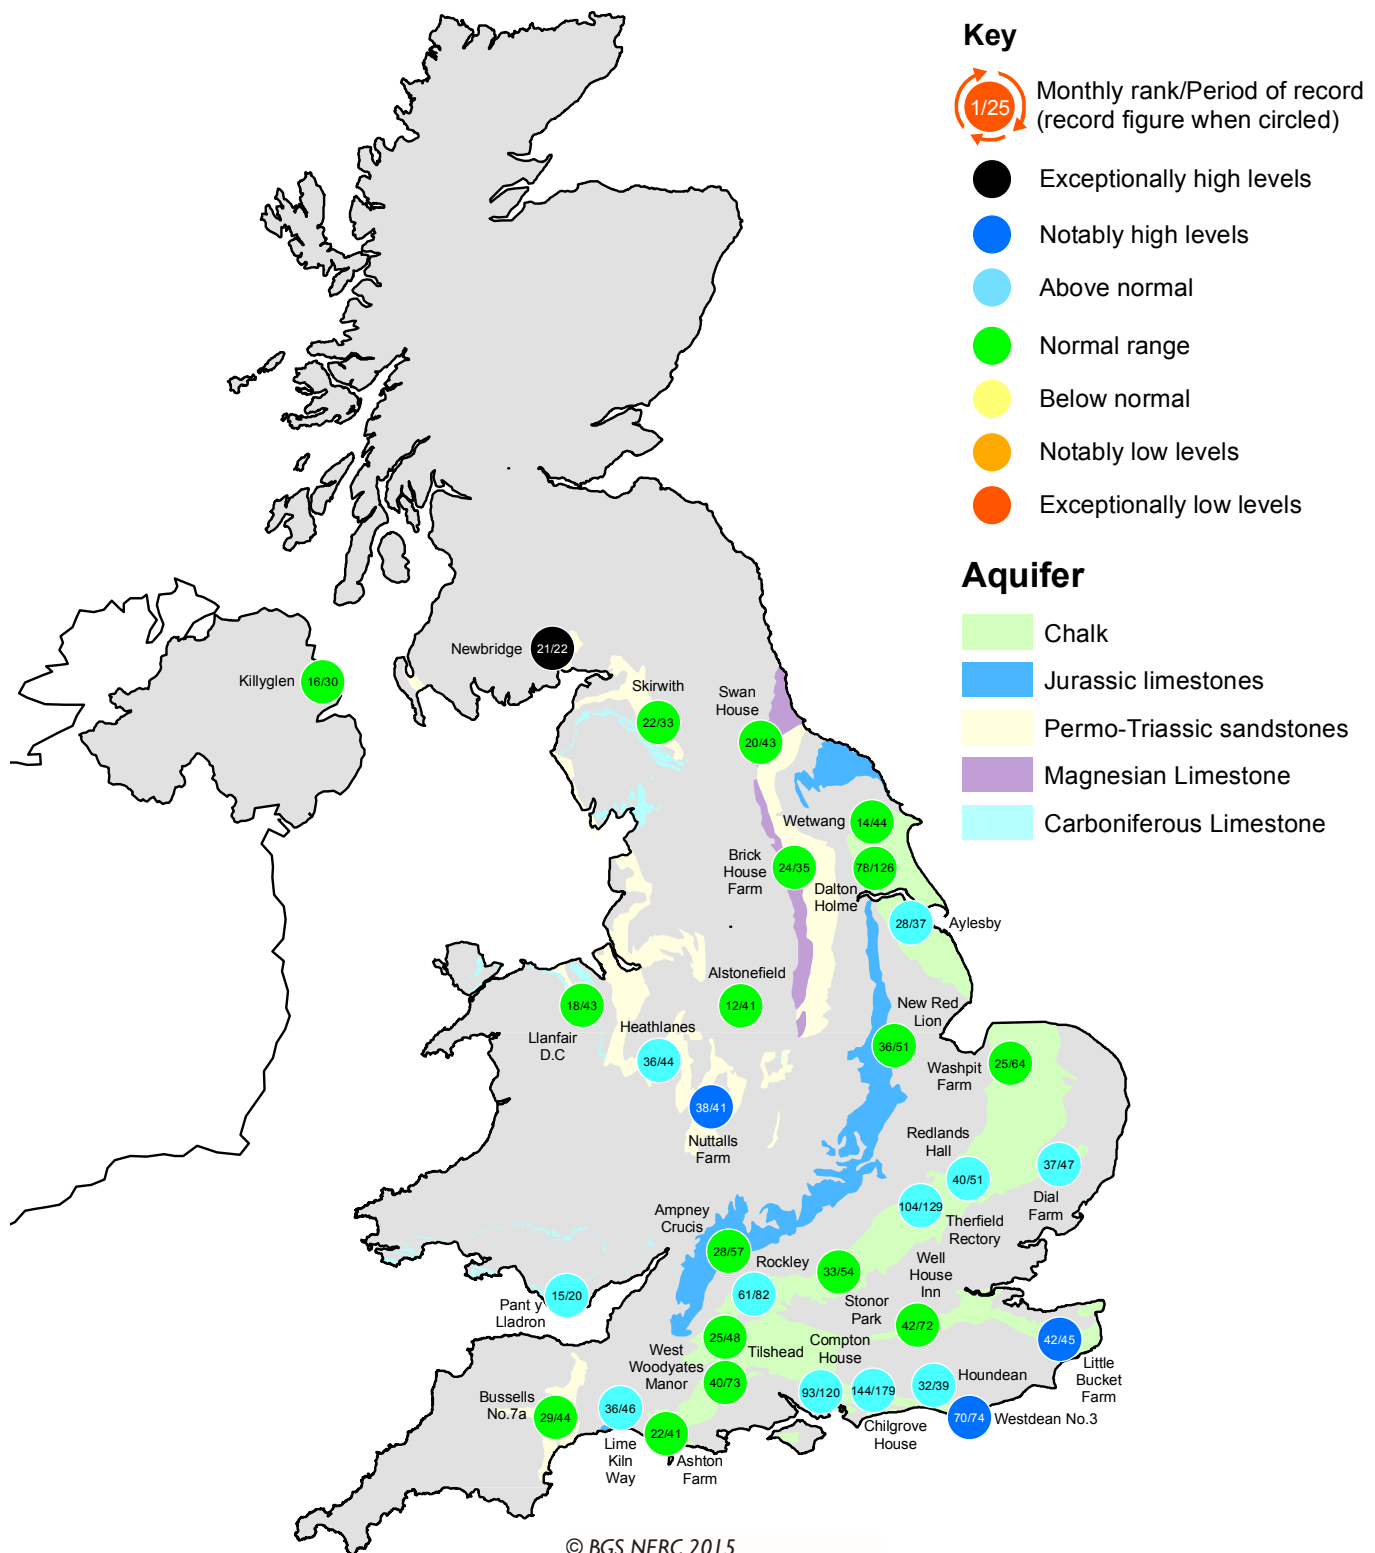 Key
1/25
Monthly rank/Period of record
(record figure when circled)
Exceptionally high levels
Notably high levels
Above normal
Normal range
Below normal
Notably low levels
Exceptionally low levels
Aquifer
Chalk
Jurassic limestones
Permo-Triassic sandstones
Magnesian Limestone
Carboniferous Limestone
Newbridge
21/22
Killyglen
16/30
Skirwith
22/33
Swan
House
20/43
Wetwang
14/44
Brick
House
Farm
24/35
Dalton
Holme
78/126
28/37
Aylesby
Alstonefield
12/41
Llanfair
D.C
18/43
Heathlanes
36/44
New Red
Lion
36/51
Washpit
Farm
25/64
38/41
Nuttalls
Farm
Redlands
Hall
40/51
37/47
Dial
Farm
104/129
Therfield
Rectory
Ampney
Crucis
28/57
Rockley
61/82
33/54
Stonor
Park
Well
House
Inn
42/72
15/20
Pant y
Lladron
25/48
Tilshead
West
Woodyates
Manor
40/73
Compton
House
93/120
144/179
Chilgrove
House
32/39
Houndean
42/45
Little
Bucket
Farm
70/74
Westdean No.3
Bussells
No.7a
29/44
36/46
Lime
Kiln
Way
22/41
Ashton
Farm
© BGS NERC 2015